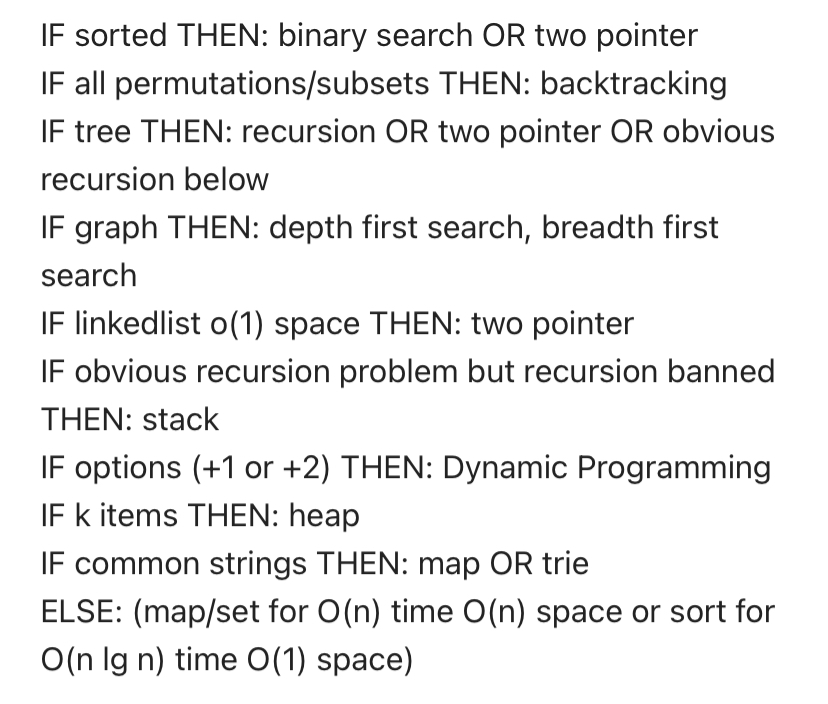 IF sorted THEN: binary search OR two pointer
IF all permutations/subsets THEN: backtracking
IF tree THEN: recursion OR two pointer OR obvious
recursion below
IF graph THEN: depth first search, breadth first
search
IF linkedlist o(1) space THEN: two pointer
IF obvious recursion problem but recursion banned
THEN: stack
IF options (+1 or +2) THEN: Dynamic Programming
IF k items THEN: heap
IF common strings THEN: map OR trie
ELSE: (map/set for O(n) time O(n) space or sort for
O(n lg n) time O(1) space)